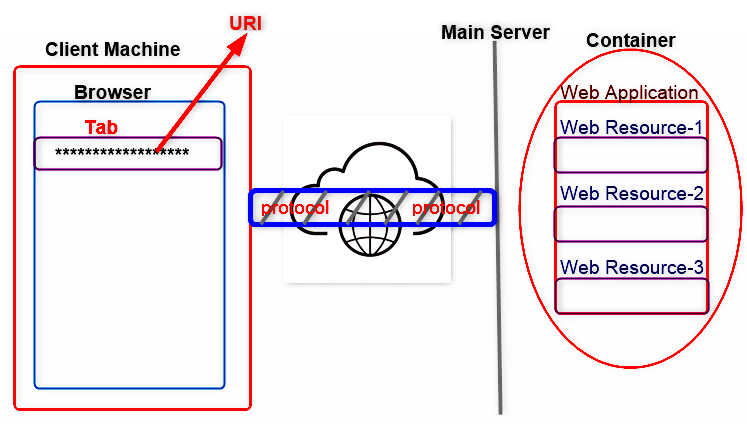 URI
Client Machine
Main Server
Container
Browser
Web Application
Tab
Web Resource-1
******************
Web Resource-2
protocol protocol
Web Resource-3